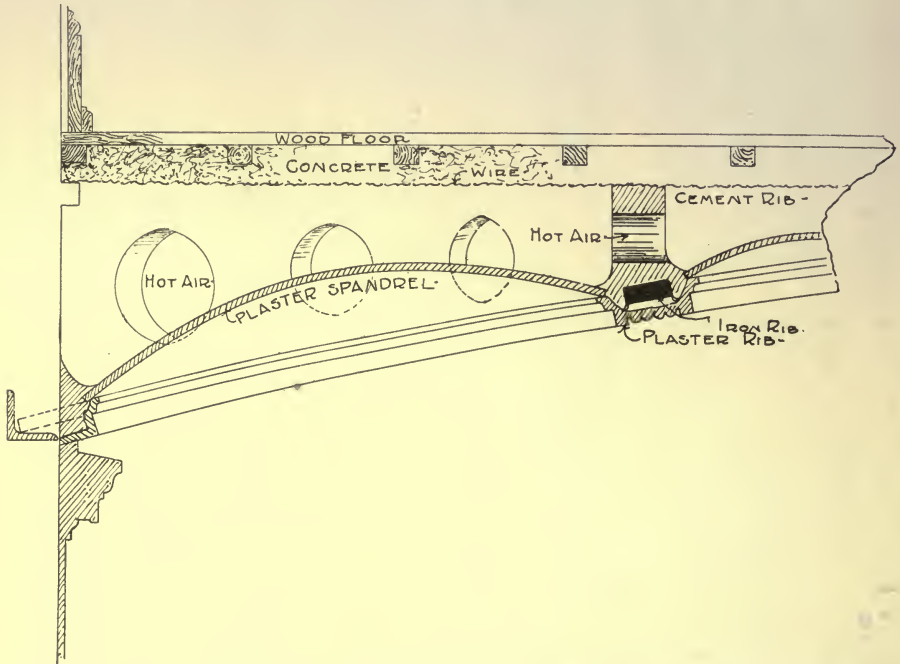 WOOD FLOOR
CONCRETE
WIRE
CEMENT RIB-
HOT AIR-
HOT AIR-
PLASTER SPANDREL-
IRON RIB.
PLASTER RIB-